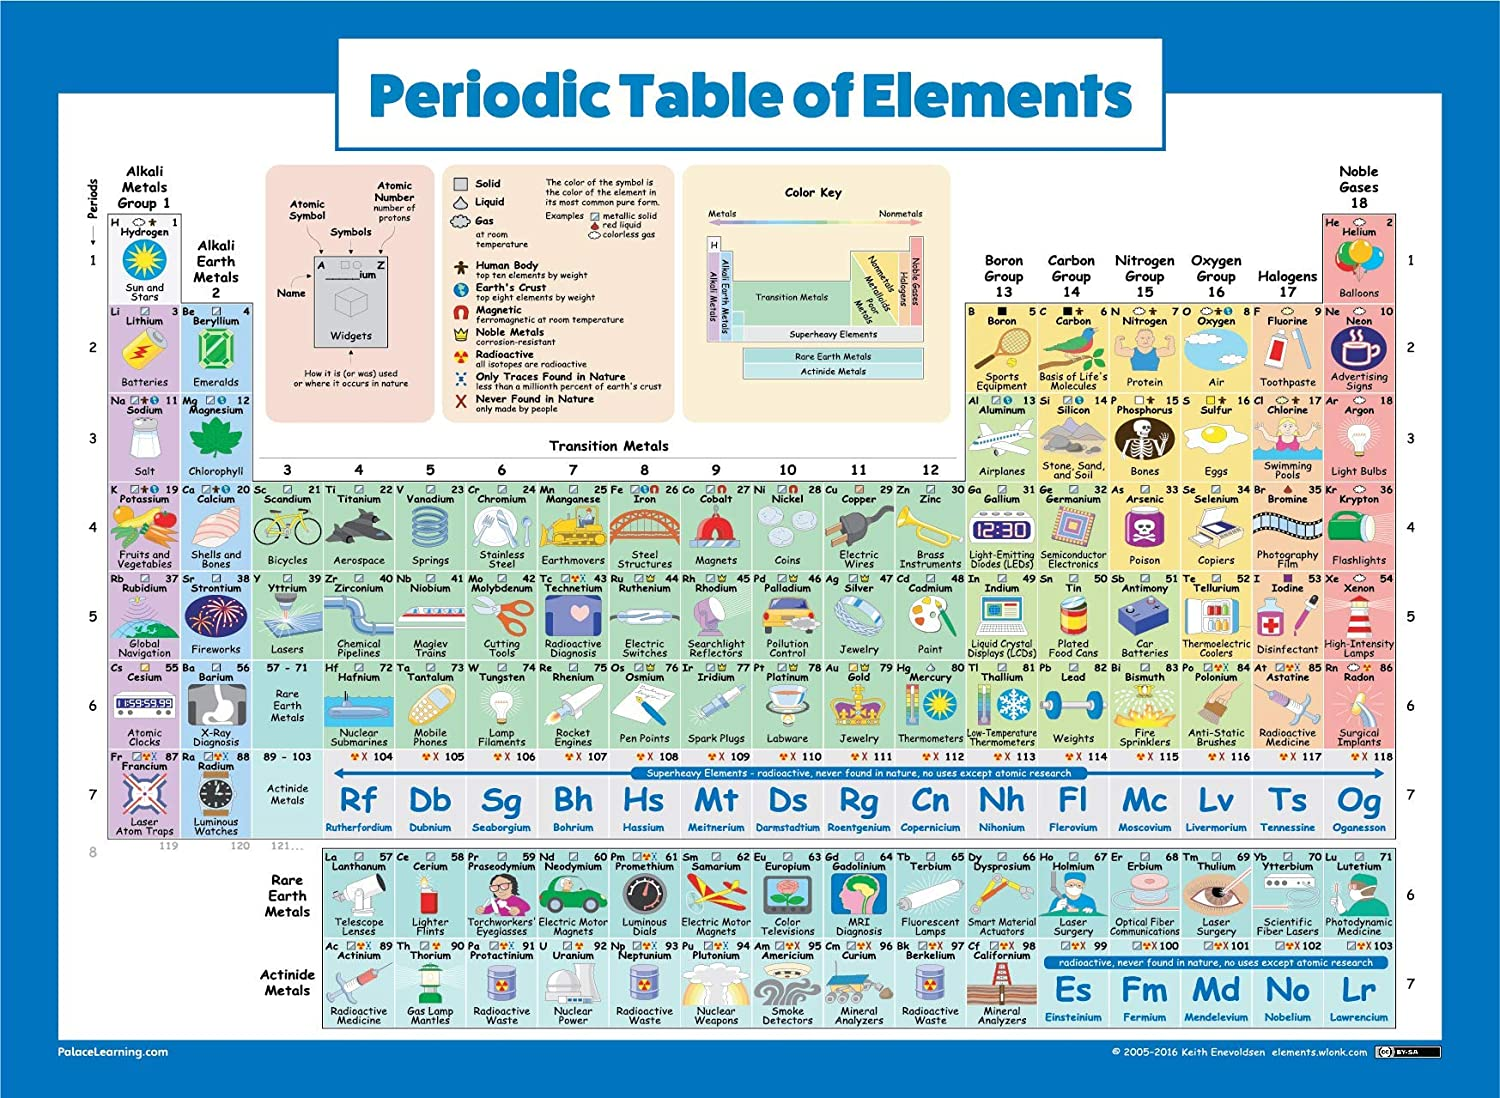 Periodic Table of Elements
Periods
Alkali
Metals
Group 1
Alkali
Earth
Metals
2
Atomic
Symbol
Atomic
Number
number of
protons
Symbols
A Z
______ium
Name
Widgets
How it is (or was) used
or where it occurs in nature
Solid
Liquid
Gas
at room
temperature
The color of the symbol is
the color of the element in
its most common pure form.
Examples
metallic solid
red liquid
colorless gas
Human Body
top ten elements by weight
Earth's Crust
top eight elements by weight
Magnetic
ferromagnetic at room temperature
Noble Metals
corrosion-resistant
Radioactive
all isotopes are radioactive
Only Traces Found in Nature
less than a millionth percent of earth's crust
Never Found in Nature
only made by people
Color Key
Metals Nonmetals
H
Alkali Metals
Alkali Earth Metals
Transition Metals
Poor Metals
Metalloids
Nonmetals
Halogens
Noble Gases
Superheavy Elements
Rare Earth Metals
Actinide Metals
Boron
Group
13
Carbon
Group
14
Nitrogen
Group
15
Oxygen
Group
16
Halogens
17
Noble
Gases
18
Transition Metals
3 4 5 6 7 8 9 10 11 12
1
H 1
Hydrogen
Sun and
Stars
He 2
Helium
Balloons
1
2
Li 3
Lithium
Batteries
Be 4
Beryllium
Emeralds
B 5
Boron
Sports
Equipment
C 6
Carbon
Basis of Life's
Molecules
N 7
Nitrogen
Protein
O 8
Oxygen
Air
F 9
Fluorine
Toothpaste
Ne 10
Neon
Advertising
Signs
2
3
Na 11
Sodium
Salt
Mg 12
Magnesium
Chlorophyll
Al 13
Aluminum
Airplanes
Si 14
Silicon
Stone, Sand,
and Soil
P 15
Phosphorus
Bones
S 16
Sulfur
Eggs
Cl 17
Chlorine
Swimming
Pools
Ar 18
Argon
Light Bulbs
3
4
K 19
Potassium
Fruits and
Vegetables
Ca 20
Calcium
Shells and
Bones
Sc 21
Scandium
Bicycles
Ti 22
Titanium
Aerospace
V 23
Vanadium
Springs
Cr 24
Chromium
Stainless
Steel
Mn 25
Manganese
Earthmovers
Fe 26
Iron
Steel
Structures
Co 27
Cobalt
Magnets
Ni 28
Nickel
Coins
Cu 29
Copper
Electric
Wires
Zn 30
Zinc
Brass
Instruments
Ga 31
Gallium
12:30
Light-Emitting
Diodes (LEDs)
Ge 32
Germanium
Semiconductor
Electronics
As 33
Arsenic
Poison
Se 34
Selenium
Copiers
Br 35
Bromine
Photography
Film
Kr 36
Krypton
Flashlights
4
5
Rb 37
Rubidium
Global
Navigation
Sr 38
Strontium
Fireworks
Y 39
Yttrium
Lasers
Zr 40
Zirconium
Chemical
Pipelines
Nb 41
Niobium
Maglev
Trains
Mo 42
Molybdenum
Cutting
Tools
Tc 43
Technetium
Radioactive
Diagnosis
Ru 44
Ruthenium
Electric
Switches
Rh 45
Rhodium
Searchlight
Reflectors
Pd 46
Palladium
Pollution
Control
Ag 47
Silver
Jewelry
Cd 48
Cadmium
Paint
In 49
Indium
Liquid Crystal
Displays (LCDs)
Sn 50
Tin
Plated
Food Cans
Sb 51
Antimony
Car
Batteries
Te 52
Tellurium
Thermoelectric
Coolers
I 53
Iodine
Disinfectant
Xe 54
Xenon
High-Intensity
Lamps
5
6
Cs 55
Cesium
11:59:59.99
Atomic
Clocks
Ba 56
Barium
X-Ray
Diagnosis
57 - 71
Rare
Earth
Metals
Hf 72
Hafnium
Nuclear
Submarines
Ta 73
Tantalum
Mobile
Phones
W 74
Tungsten
Lamp
Filaments
Re 75
Rhenium
Rocket
Engines
Os 76
Osmium
Pen Points
Ir 77
Iridium
Spark Plugs
Pt 78
Platinum
Labware
Au 79
Gold
Jewelry
Hg 80
Mercury
Thermometers
Tl 81
Thallium
Low-Temperature
Thermometers
Pb 82
Lead
Weights
Bi 83
Bismuth
Fire
Sprinklers
Po 84
Polonium
Anti-Static
Brushes
At 85
Astatine
Radioactive
Medicine
Rn 86
Radon
Surgical
Implants
6
7
Fr 87
Francium
Laser
Atom Traps
Ra 88
Radium
Luminous
Watches
89 - 103
Actinide
Metals
Superheavy Elements - radioactive, never found in nature, no uses except atomic research
104
Rf
Rutherfordium
105
Db
Dubnium
106
Sg
Seaborgium
107
Bh
Bohrium
108
Hs
Hassium
109
Mt
Meitnerium
110
Ds
Darmstadtium
111
Rg
Roentgenium
112
Cn
Copernicium
113
Nh
Nihonium
114
Fl
Flerovium
115
Mc
Moscovium
116
Lv
Livermorium
117
Ts
Tennessine
118
Og
Oganesson
7
8 119 120 121...
Rare
Earth
Metals
La 57
Lanthanum
Telescope
Lenses
Ce 58
Cerium
Lighter
Flints
Pr 59
Praseodymium
Torchworkers'
Eyeglasses
Nd 60
Neodymium
Electric Motor
Magnets
Pm 61
Promethium
Luminous
Dials
Sm 62
Samarium
Electric Motor
Magnets
Eu 63
Europium
Color
Televisions
Gd 64
Gadolinium
MRI
Diagnosis
Tb 65
Terbium
Fluorescent
Lamps
Dy 66
Dysprosium
Smart Material
Actuators
Ho 67
Holmium
Laser
Surgery
Er 68
Erbium
Optical Fiber
Communications
Tm 69
Thulium
Laser
Surgery
Yb 70
Ytterbium
Scientific
Fiber Lasers
Lu 71
Lutetium
Photodynamic
Medicine
6
Actinide
Metals
Ac 89
Actinium
Radioactive
Medicine
Th 90
Thorium
Gas Lamp
Mantles
Pa 91
Protactinium
Radioactive
Waste
U 92
Uranium
Nuclear
Power
Np 93
Neptunium
Radioactive
Waste
Pu 94
Plutonium
Nuclear
Weapons
Am 95
Americium
Smoke
Detectors
Cm 96
Curium
Mineral
Analyzers
Bk 97
Berkelium
Radioactive
Waste
Cf 98
Californium
Mineral
Analyzers
radioactive, never found in nature, no uses except atomic research
99
Es
Einsteinium
100
Fm
Fermium
101
Md
Mendelevium
102
No
Nobelium
103
Lr
Lawrencium
7
PalaceLearning.com
© 2005-2016 Keith Enevoldsen elements.wlonk.com
cc BY-SA